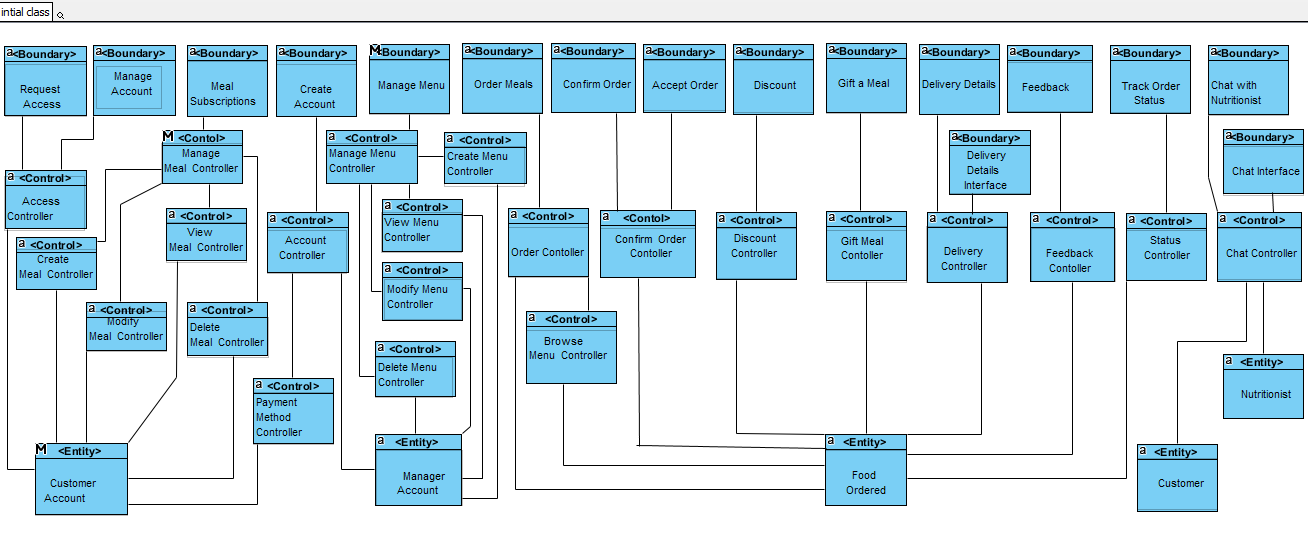 intial class
a <Boundary>
Request
Access
a <Boundary>
Manage
Account
a <Boundary>
Meal
Subscriptions
a <Boundary>
Create
Account
M <Boundary>
Manage Menu
a <Boundary>
Order Meals
a <Boundary>
Confirm Order
a <Boundary>
Accept Order
a <Boundary>
Discount
a <Boundary>
Gift a Meal
a <Boundary>
Delivery Details
a <Boundary>
Feedback
a <Boundary>
Track Order
Status
a <Boundary>
Chat with
Nutritionist
M <Contol>
Manage
Meal Controller
a <Control>
Manage Menu
Controller
a <Control>
Create Menu
Controller
a <Boundary>
Delivery
Details
Interface
a <Boundary>
Chat Interface
a <Control>
Access
Controller
a <Control>
View
Meal Controller
a <Control>
Account
Controller
a <Control>
View Menu
Controller
a <Control>
Order Contoller
a <Contol>
Confirm Order
Contoller
a <Control>
Discount
Controller
a <Control>
Gift Meal
Contoller
a <Control>
Delivery
Controller
a <Control>
Feedback
Contoller
a <Control>
Status
Controller
a <Control>
Chat Controller
a <Control>
Create
Meal Controller
a <Control>
Modify Menu
Controller
a <Control>
Modify
Meal Controller
a <Control>
Delete
Meal Controller
a <Control>
Browse
Menu Controller
a <Control>
Delete Menu
Controller
a <Entity>
Nutritionist
a <Control>
Payment
Method
Controller
M <Entity>
Customer
Account
a <Entity>
Manager
Account
a <Entity>
Food
Ordered
a <Entity>
Customer